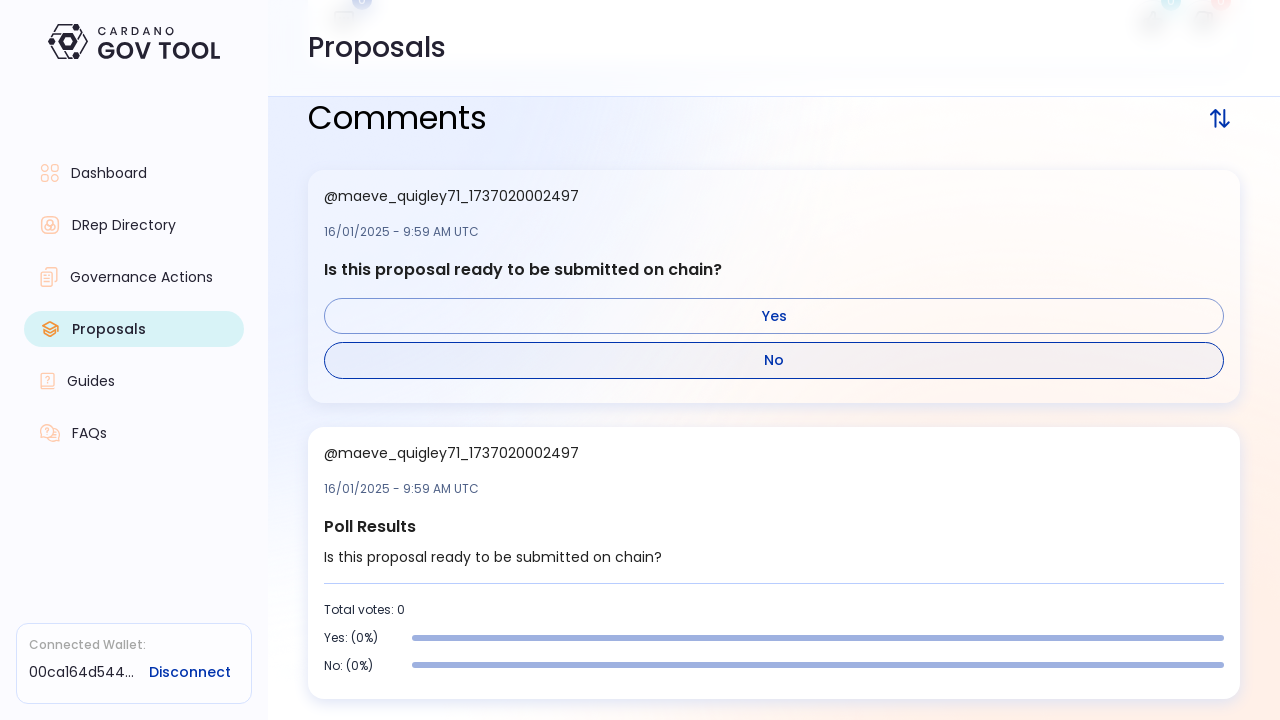 CARDANO
GOV TOOL
Dashboard
DRep Directory
Governance Actions
Proposals
Guides
FAQs
Connected Wallet:
00ca164d544... Disconnect
Proposals
Comments
@maeve_quigley71_1737020002497
16/01/2025 - 9:59 AM UTC
Is this proposal ready to be submitted on chain?
Yes
No
@maeve_quigley71_1737020002497
16/01/2025 - 9:59 AM UTC
Poll Results
Is this proposal ready to be submitted on chain?
Total votes: 0
Yes: (0%)
No: (0%)